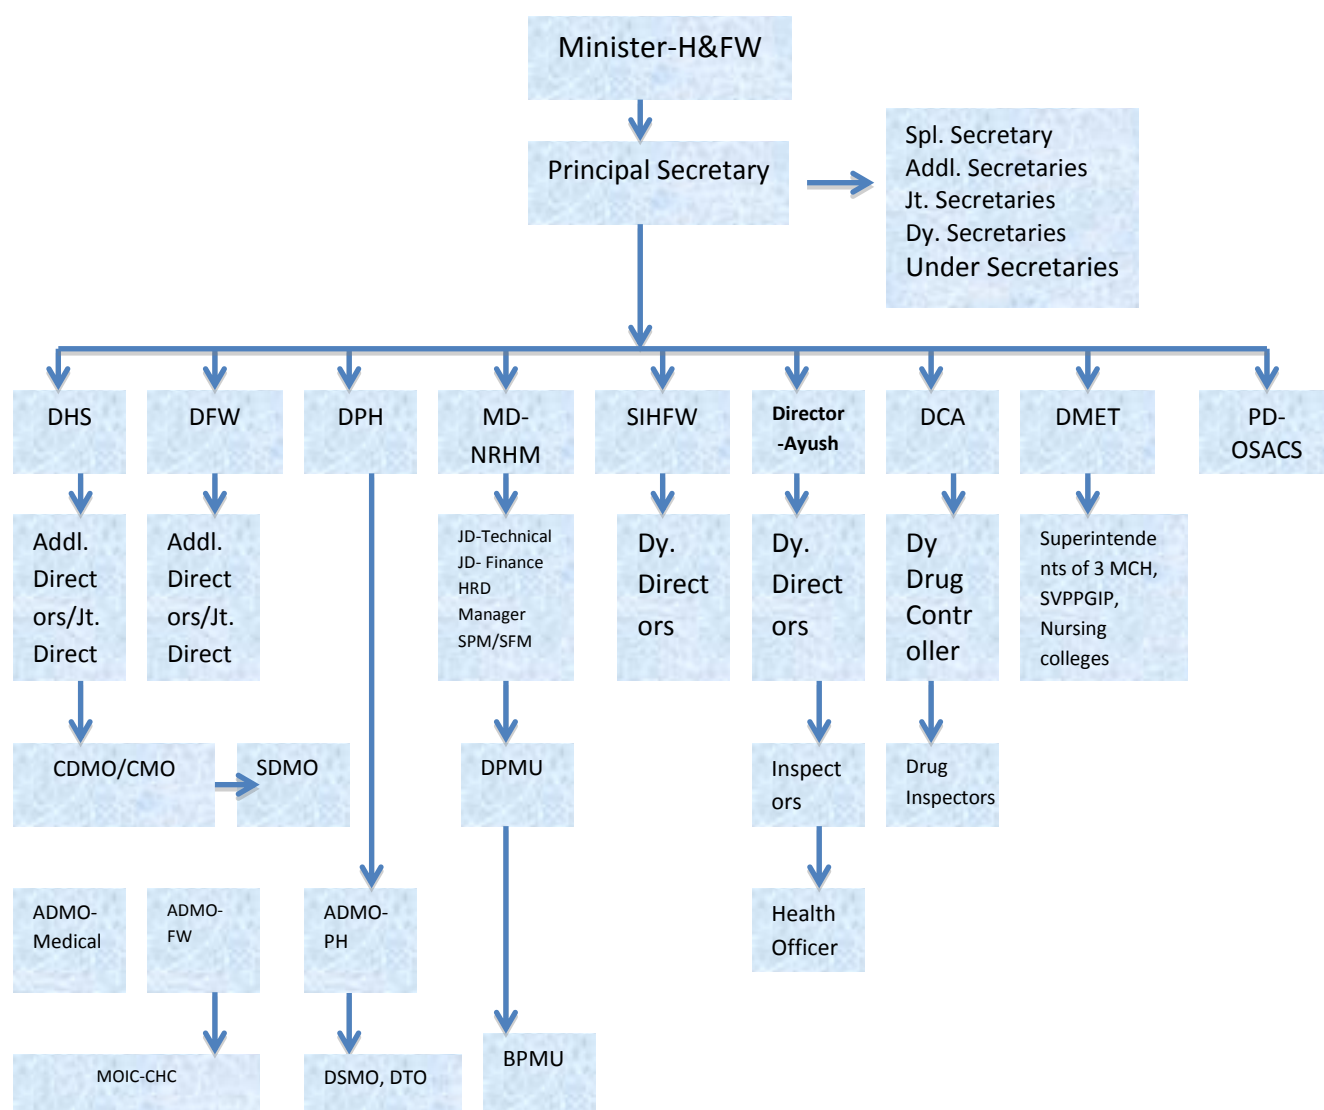 Minister-H&FW
Principal Secretary
Spl. Secretary
Addl. Secretaries
Jt. Secretaries
Dy. Secretaries
Under Secretaries
DHS
DFW
DPH
MD-
NRHM
SIHFW
Director
-Ayush
DCA
DMET
PD-
OSACS
Addl.
Direct
ors/Jt.
Direct
Addl.
Direct
ors/Jt.
Direct
JD-Technical
JD- Finance
HRD
Manager
SPM/SFM
Dy.
Direct
ors
Dy.
Direct
ors
Dy
Drug
Contr
oller
Superintende
nts of 3 MCH,
SVPPGIP,
Nursing
colleges
CDMO/CMO
SDMO
DPMU
Inspect
ors
Drug
Inspectors
ADMO-
Medical
ADMO-
FW
ADMO-
PH
Health
Officer
MOIC-CHC
DSMO, DTO
BPMU